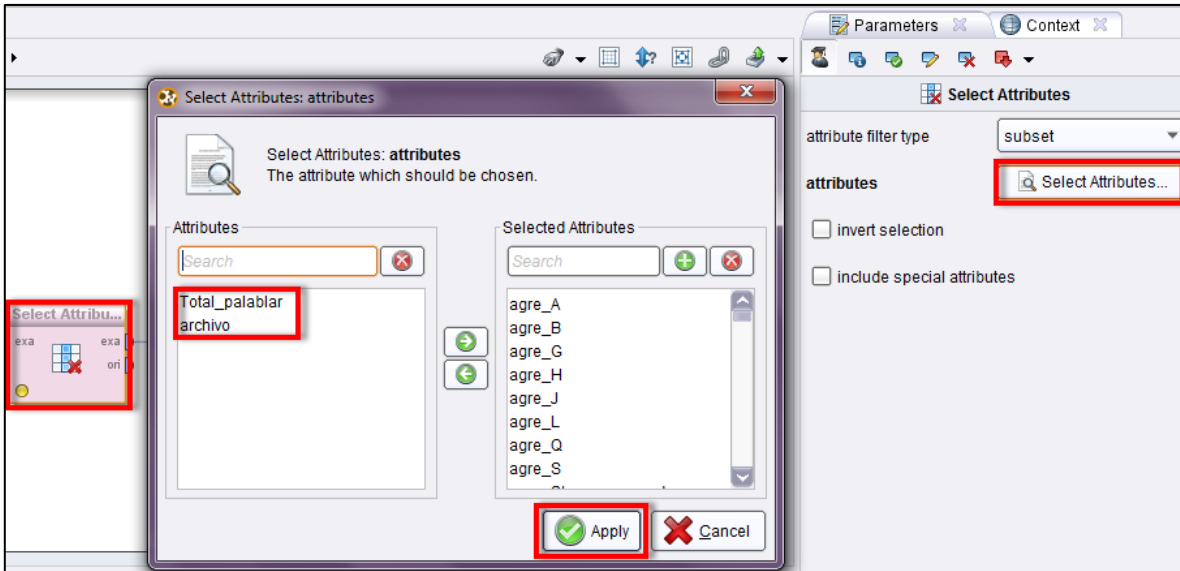 Parameters Context
Select Attributes: attributes
Select Attributes
Select Attributes: attributes
The attribute which should be chosen.
attribute filter type subset
attributes Select Attributes...
invert selection
include special attributes
Attributes
Search
Total_palablar
archivo
Selected Attributes
Search
agre_A
agre_B
agre_G
agre_H
agre_J
agre_L
agre_Q
agre_S
Select Attribu...
exa exa
ori
Apply Cancel